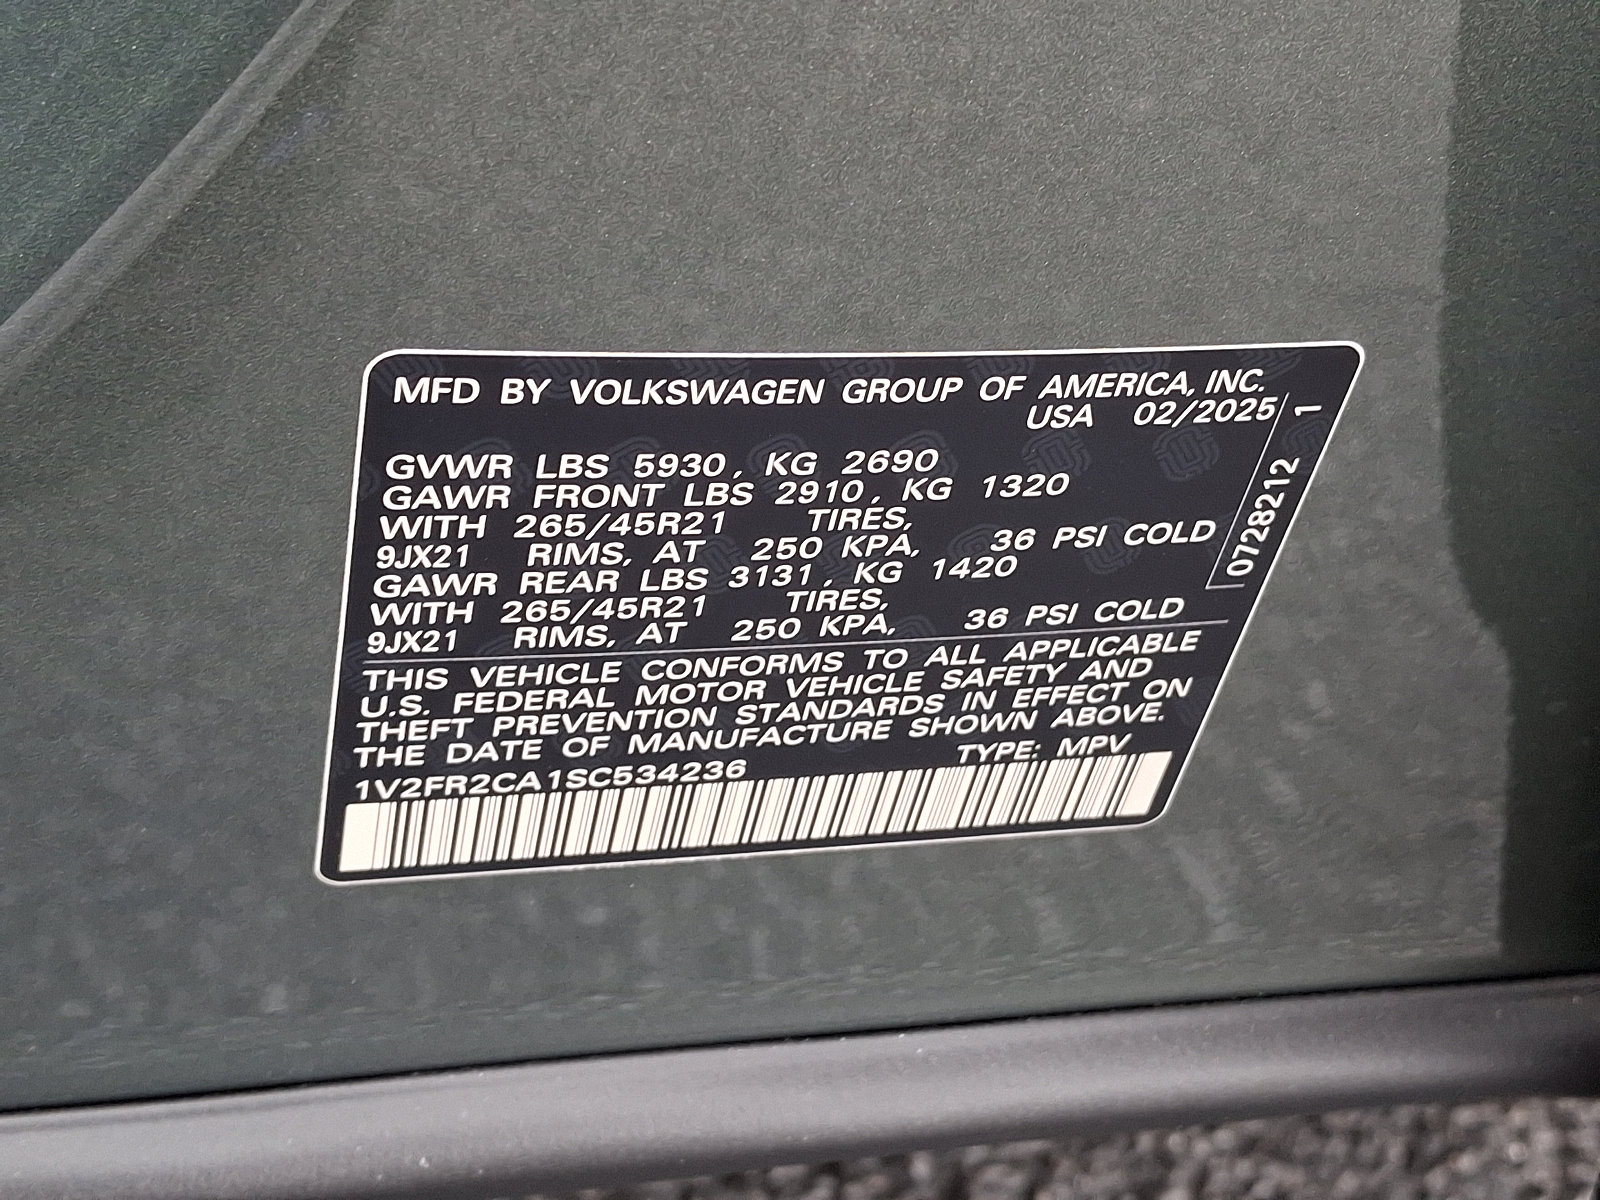 MFD BY VOLKSWAGEN GROUP OF AMERICA, INC.
USA 02/2025
GVWR LBS 5930, KG 2690
GAWR FRONT LBS 2910, KG 1320
WITH 265/45R21 TIRES,
9JX21 RIMS, AT 250 KPA, 36 PSI COLD
GAWR REAR LBS 3131, KG 1420
WITH 265/45R21 TIRES,
9JX21 RIMS, AT 250 KPA, 36 PSI COLD
THIS VEHICLE CONFORMS TO ALL APPLICABLE
U.S. FEDERAL MOTOR VEHICLE SAFETY AND
THEFT PREVENTION STANDARDS IN EFFECT ON
THE DATE OF MANUFACTURE SHOWN ABOVE.
1V2FR2CA1SC534236 TYPE: MPV
0728212 1